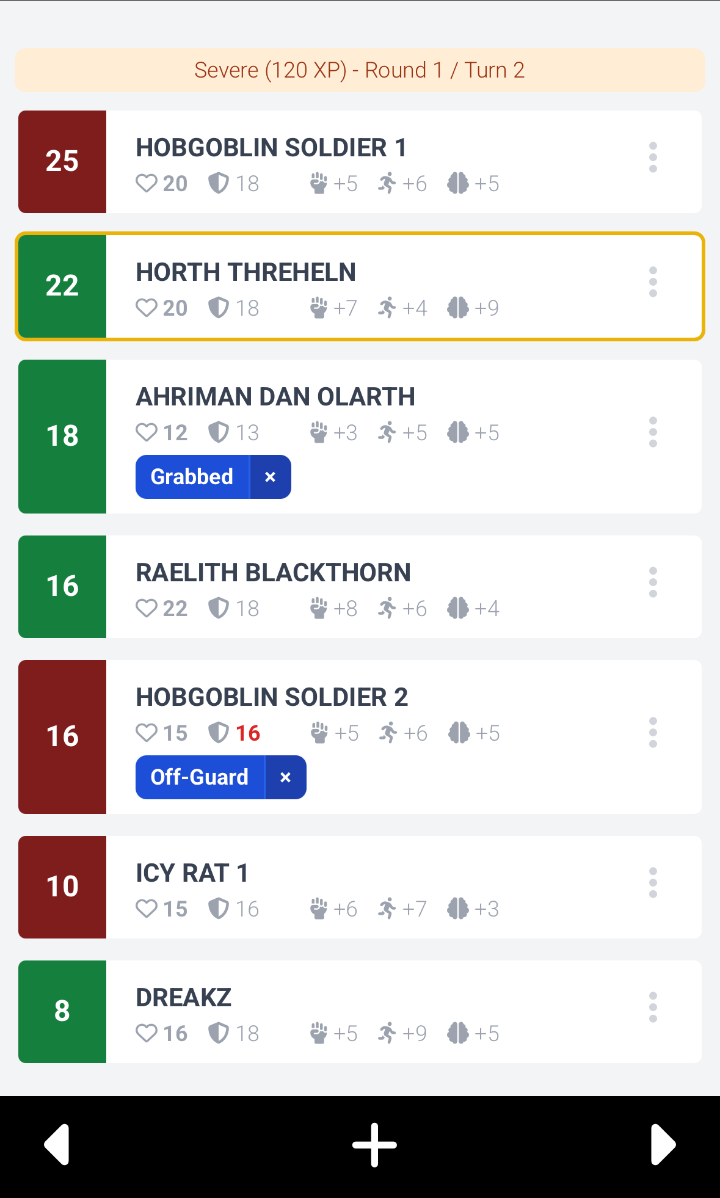 Severe (120 XP) - Round 1 / Turn 2
25
HOBGOBLIN SOLDIER 1
20 18 +5 +6 +5
22
HORTH THREHELN
20 18 +7 +4 +9
18
AHRIMAN DAN OLARTH
12 13 +3 +5 +5
Grabbed ×
16
RAELITH BLACKTHORN
22 18 +8 +6 +4
16
HOBGOBLIN SOLDIER 2
15 16 +5 +6 +5
Off-Guard ×
10
ICY RAT 1
15 16 +6 +7 +3
8
DREAKZ
16 18 +5 +9 +5